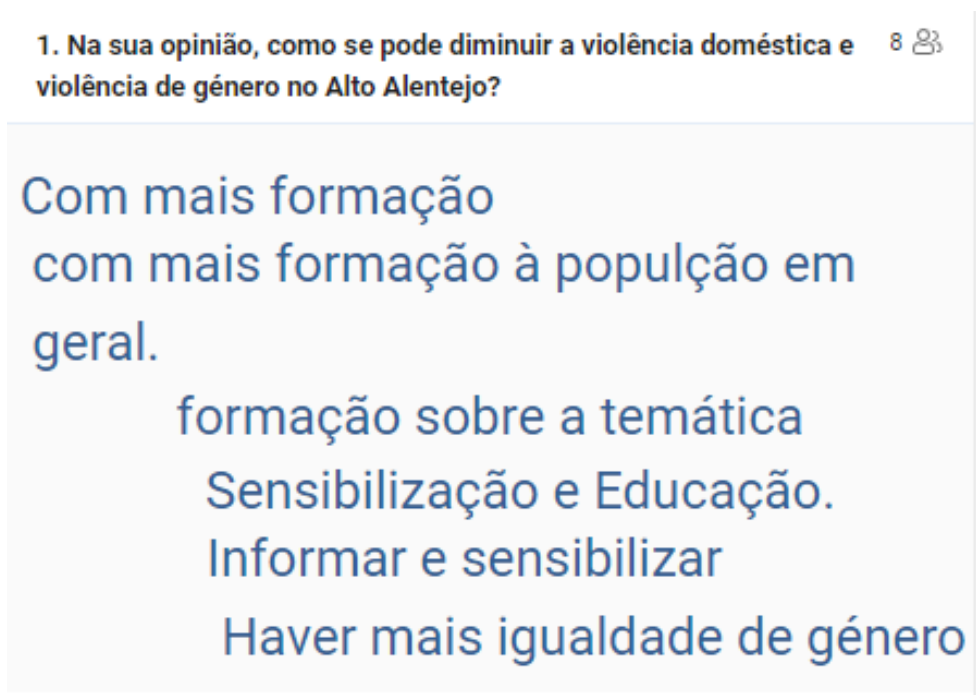 1. Na sua opinião, como se pode diminuir a violência doméstica e 8
violência de género no Alto Alentejo?
Com mais formação
com mais formação à populção em
geral.
formação sobre a temática
Sensibilização e Educação.
Informar e sensibilizar
Haver mais igualdade de género